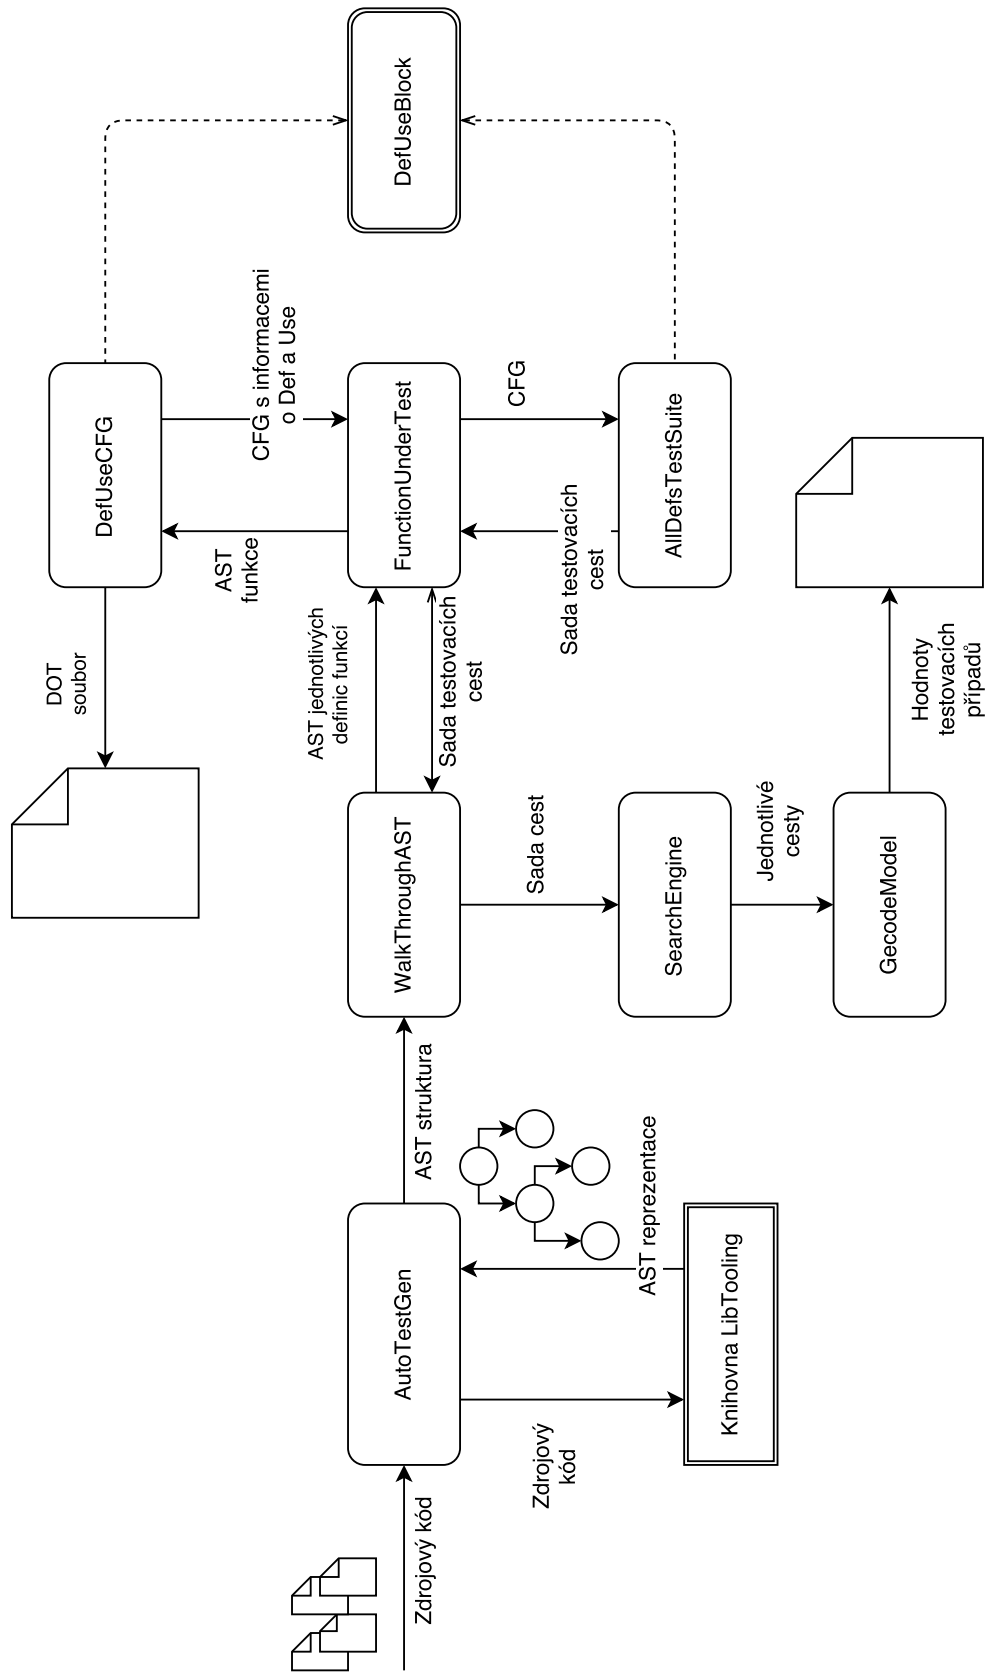 DefUseBlock
DefUseCFG
CFG s informacemi
o Def a Use
FunctionUnderTest
CFG
AllDefsTestSuite
AST
funkce
Sada testovacích
cest
DOT
soubor
AST jednotlivých
definic funkcí
Sada testovacích
cest
Hodnoty
testovacích
případů
WalkThroughAST
Sada cest
SearchEngine
Jednotlivé
cesty
GecodeModel
AST struktura
AutoTestGen
AST reprezentace
Knihovna LibTooling
Zdrojový
kód
Zdrojový kód